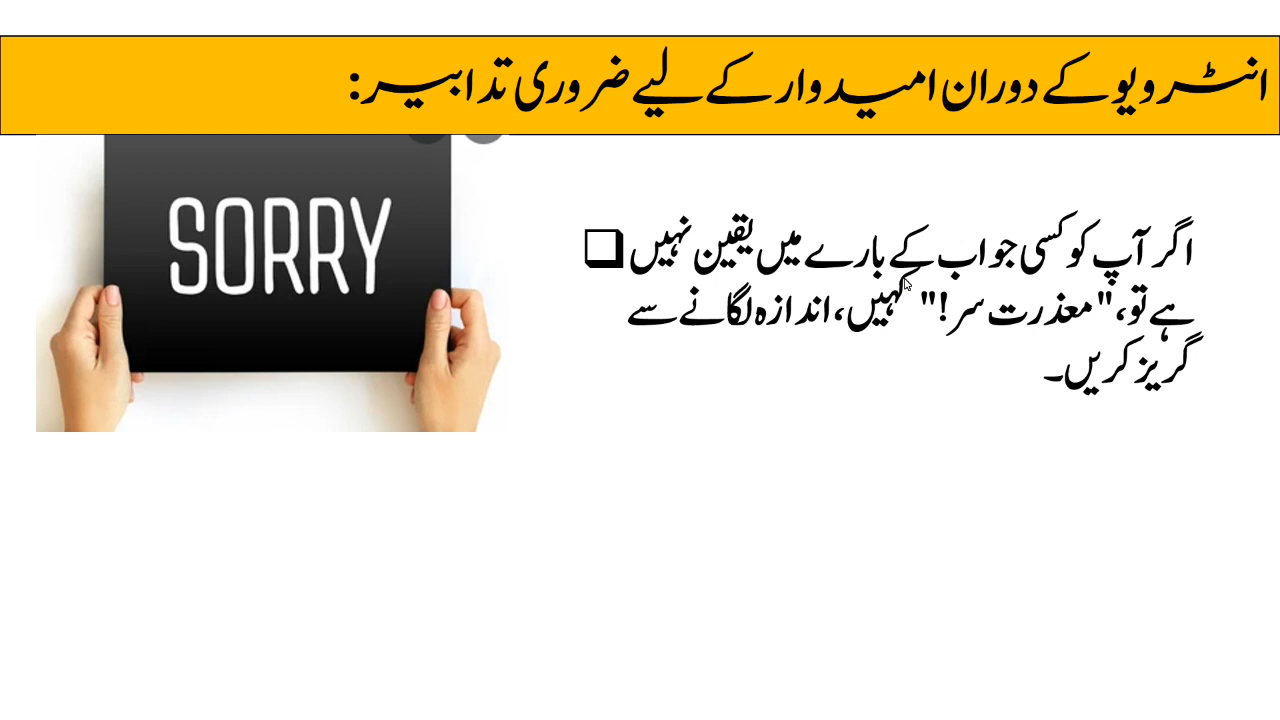 انٹرویو کے دوران امیدوار کے لیے ضروری تدابیر:
SORRY
❑ اگر آپ کو کسی جواب کے بارے میں یقین نہیں
ہے تو، "معذرت سر!" کہیں، اندازہ لگانے سے
گریز کریں۔